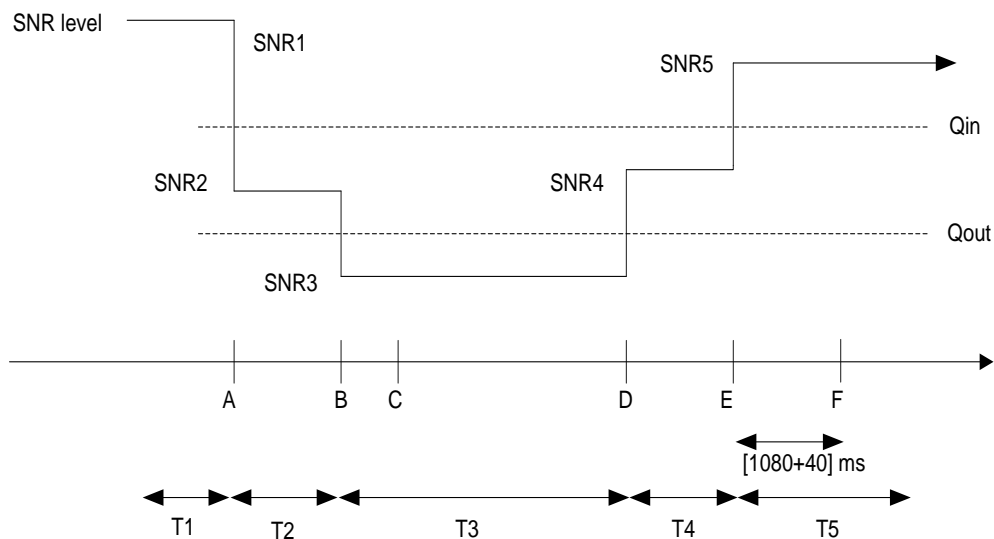 SNR level
SNR1
SNR5
Qin
SNR2
SNR4
Qout
SNR3
A
B
C
D
E
F
[1080+40] ms
T1
T2
T3
T4
T5